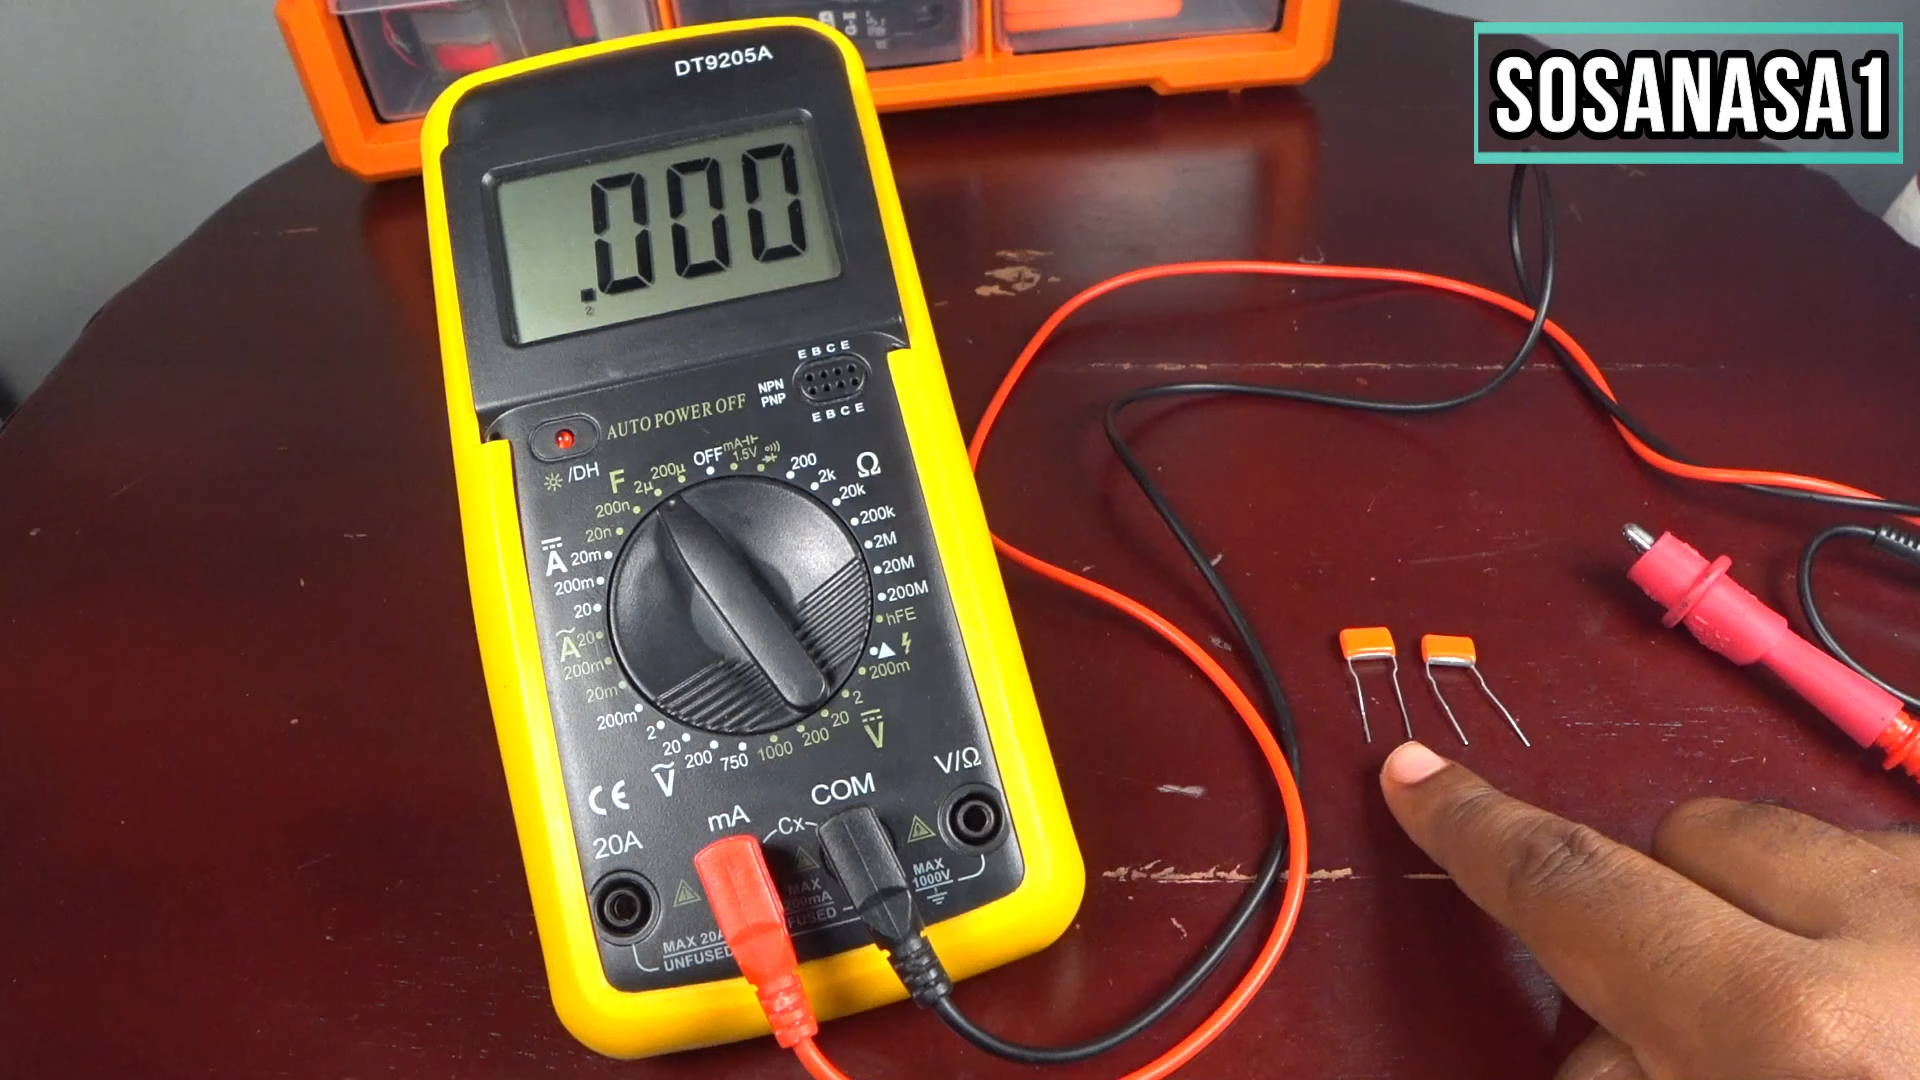 SOSANASA1
DT9205A
.000
2
E B C E
NPN
PNP
E B C E
AUTO POWER OFF
/DH
F
200µ
2µ
200n
20n
OFF
mA
1.5V
200
2k
20k
200k
2M
20M
200M
hFE
Ω
A
20m
200m
20
A
20
200m
20m
200m
2
20
200
750
V
1000
200
20
2
200m
V
CE
20A
mA
Cx
COM
V/Ω
MAX 20A
UNFUSED
MAX
200mA
FUSED
MAX
1000V